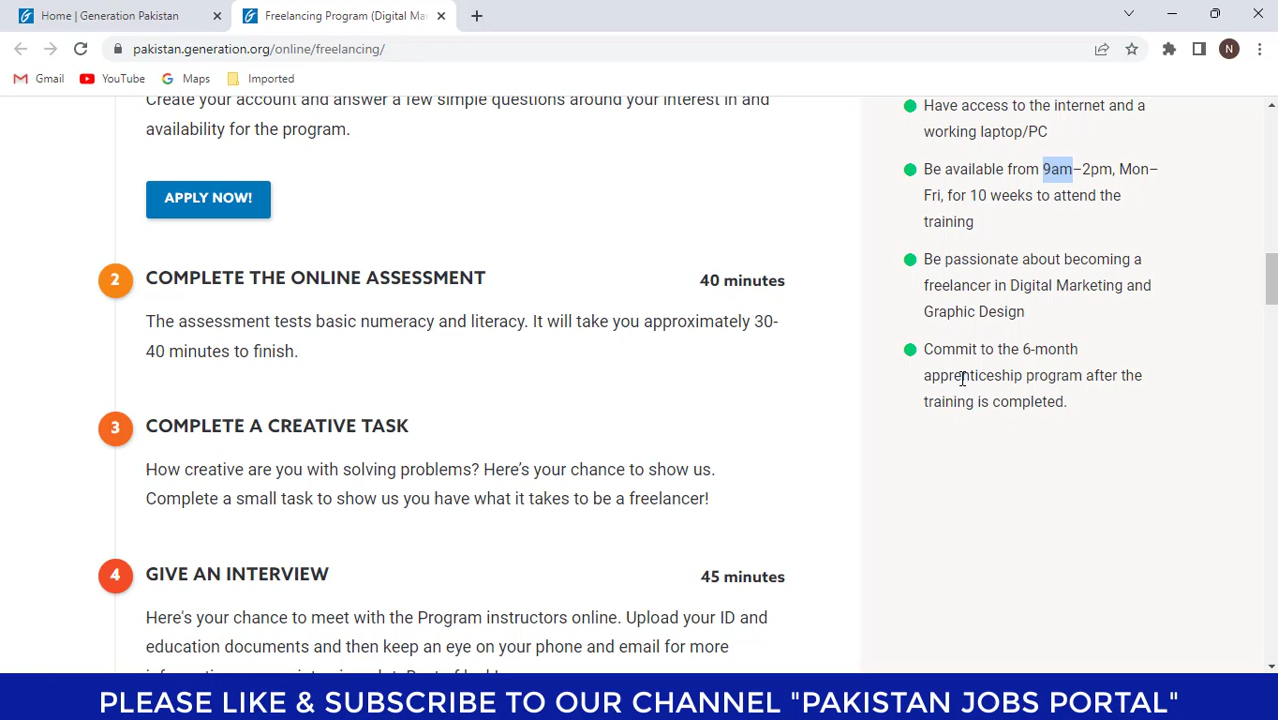 Home | Generation Pakistan
Freelancing Program (Digital Ma
pakistan.generation.org/online/freelancing/
N
Gmail
YouTube
Maps
Imported
Create your account and answer a few simple questions around your interest in and
availability for the program.
APPLY NOW!
2
COMPLETE THE ONLINE ASSESSMENT
40 minutes
The assessment tests basic numeracy and literacy. It will take you approximately 30-
40 minutes to finish.
3
COMPLETE A CREATIVE TASK
How creative are you with solving problems? Here’s your chance to show us.
Complete a small task to show us you have what it takes to be a freelancer!
4
GIVE AN INTERVIEW
45 minutes
Here's your chance to meet with the Program instructors online. Upload your ID and
education documents and then keep an eye on your phone and email for more
Have access to the internet and a
working laptop/PC
Be available from 9am–2pm, Mon–
Fri, for 10 weeks to attend the
training
Be passionate about becoming a
freelancer in Digital Marketing and
Graphic Design
Commit to the 6-month
apprenticeship program after the
training is completed.
PLEASE LIKE & SUBSCRIBE TO OUR CHANNEL "PAKISTAN JOBS PORTAL"